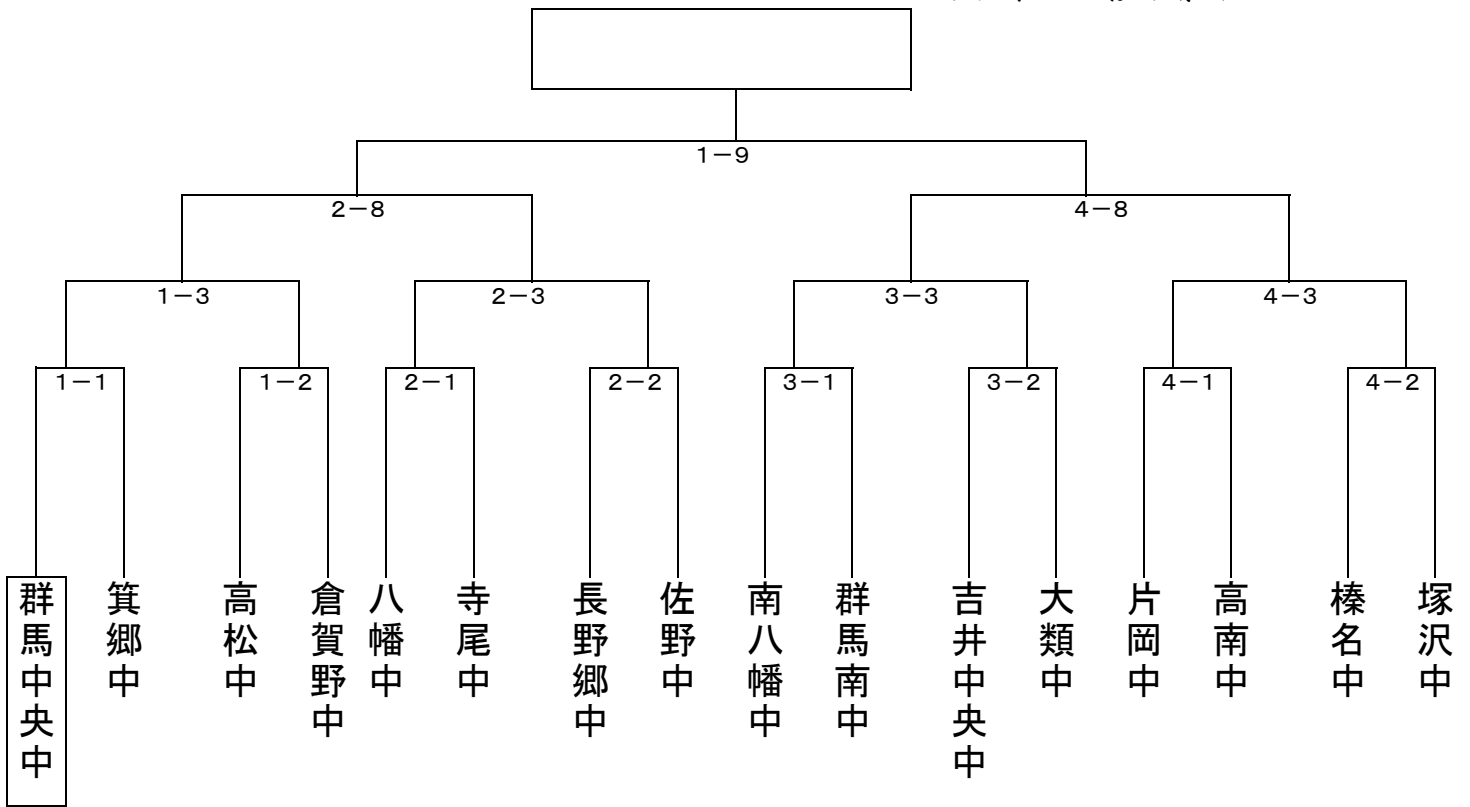 1－9
2－8
4－8
1－3
2－3
3－3
4－3
1－1
1－2
2－1
2－2
3－1
3－2
4－1
4－2
群馬中央中
箕郷中
高松中
倉賀野中
八幡中
寺尾中
長野郷中
佐野中
南八幡中
群馬南中
吉井中央中
大類中
片岡中
高南中
榛名中
塚沢中